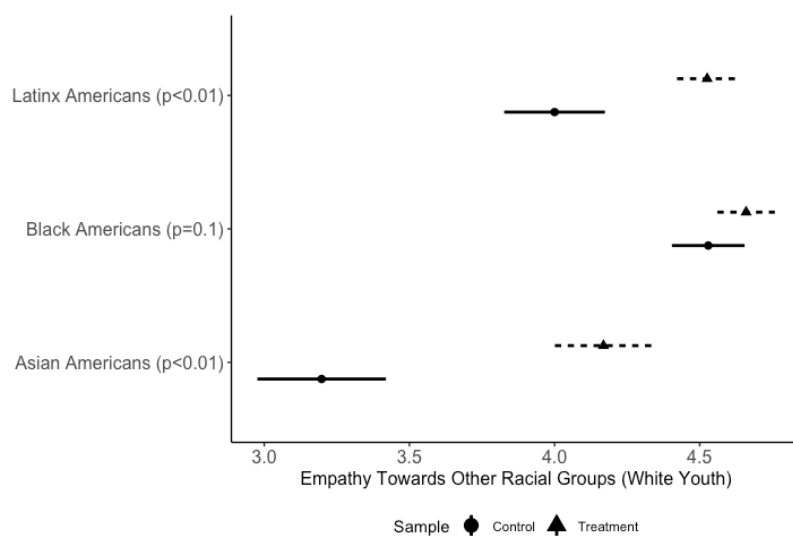 Latinx Americans (p<0.01)
Black Americans (p=0.1)
Asian Americans (p<0.01)
3.0 3.5 4.0 4.5
Empathy Towards Other Racial Groups (White Youth)
Sample Control Treatment